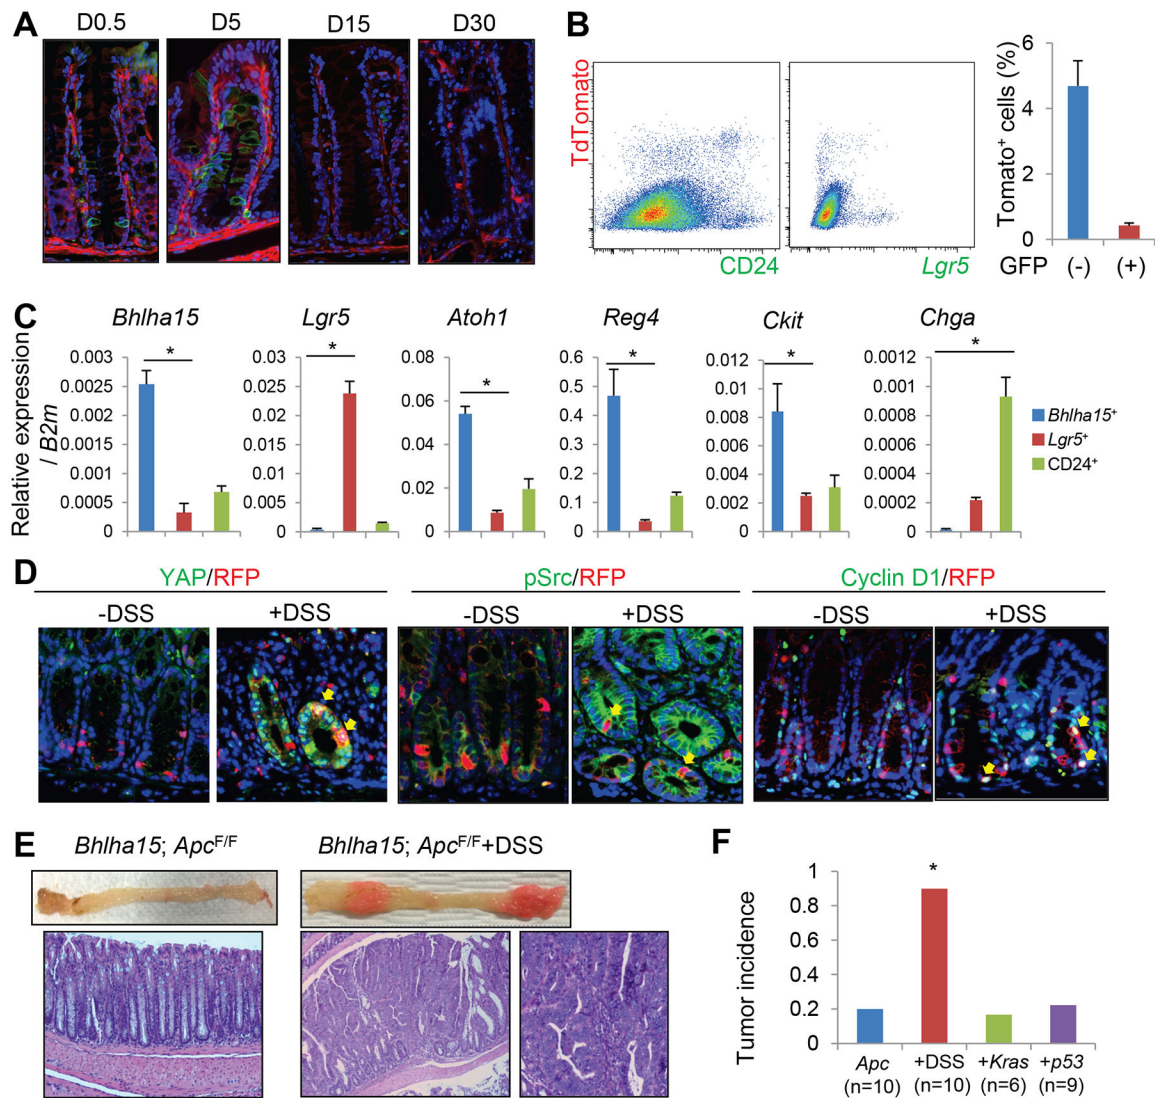 A
D0.5 D5 D15 D30
B
TdTomato
CD24
Lgr5
Tomato+ cells (%)
6
4
2
0
GFP (-) (+)
C
Relative expression
/ B2m
Bhlha15
0.003
0.0025
0.002
0.0015
0.001
0.0005
0
*
Lgr5
0.03
0.025
0.02
0.015
0.01
0.005
0
*
Atoh1
0.08
0.06
0.04
0.02
0
*
Reg4
0.6
0.5
0.4
0.3
0.2
0.1
0
*
Ckit
0.012
0.01
0.008
0.006
0.004
0.002
0
*
Chga
0.0012
0.001
0.0008
0.0006
0.0004
0.0002
0
*
Bhlha15+
Lgr5+
CD24+
D
YAP/RFP pSrc/RFP Cyclin D1/RFP
-DSS +DSS -DSS +DSS -DSS +DSS
E
Bhlha15; ApcF/F
Bhlha15; ApcF/F+DSS
F
Tumor incidence
1
0.8
0.6
0.4
0.2
0
*
Apc +DSS +Kras +p53
(n=10) (n=10) (n=6) (n=9)